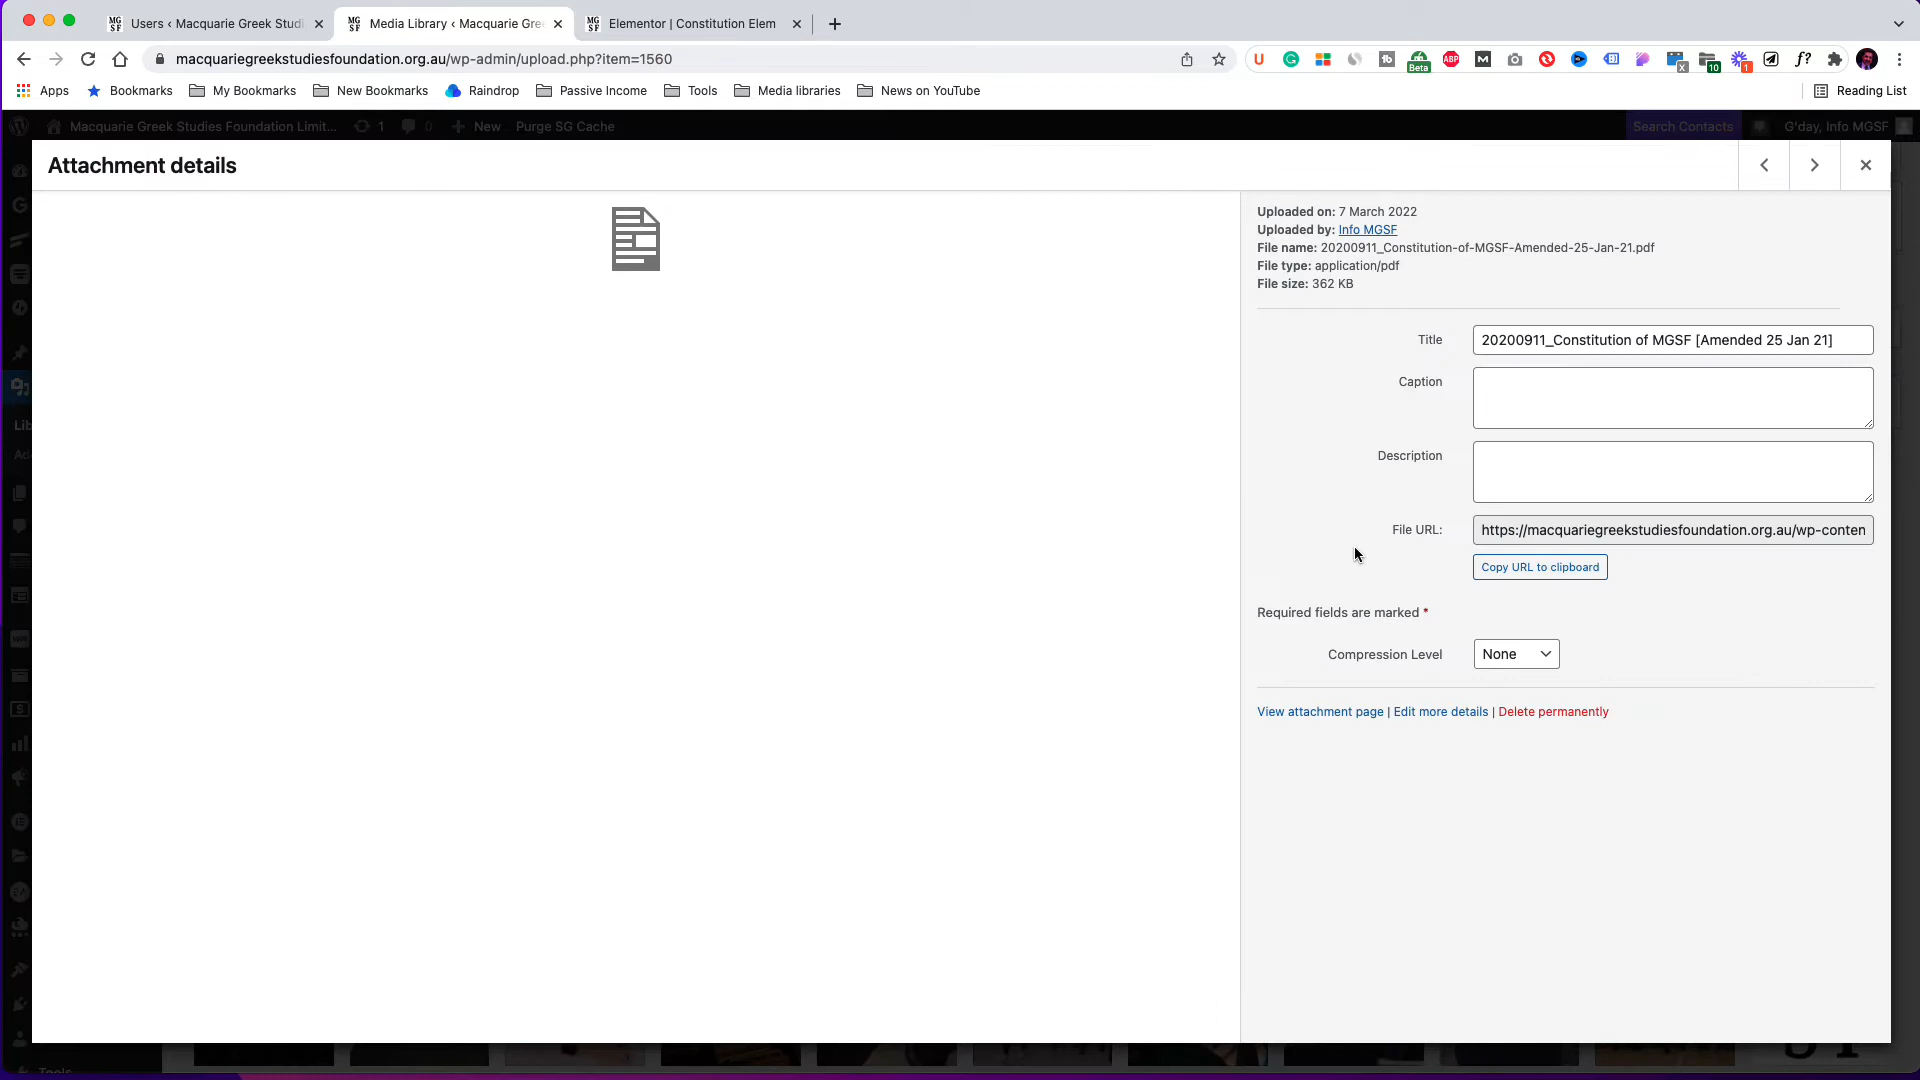 Users ‹ Macquarie Greek Studi
Media Library ‹ Macquarie Gre
Elementor | Constitution Elem
macquariegreekstudiesfoundation.org.au/wp-admin/upload.php?item=1560
Apps
Bookmarks
My Bookmarks
New Bookmarks
Raindrop
Passive Income
Tools
Media libraries
News on YouTube
Reading List
Macquarie Greek Studies Foundation Limit...
1
0
New
Purge SG Cache
Search Contacts
G'day, Info MGSF
Attachment details
Uploaded on: 7 March 2022
Uploaded by: Info MGSF
File name: 20200911_Constitution-of-MGSF-Amended-25-Jan-21.pdf
File type: application/pdf
File size: 362 KB
Title
20200911_Constitution of MGSF [Amended 25 Jan 21]
Caption
Description
File URL:
https://macquariegreekstudiesfoundation.org.au/wp-conten
Copy URL to clipboard
Required fields are marked *
Compression Level
None
View attachment page | Edit more details | Delete permanently
Lib
Tools